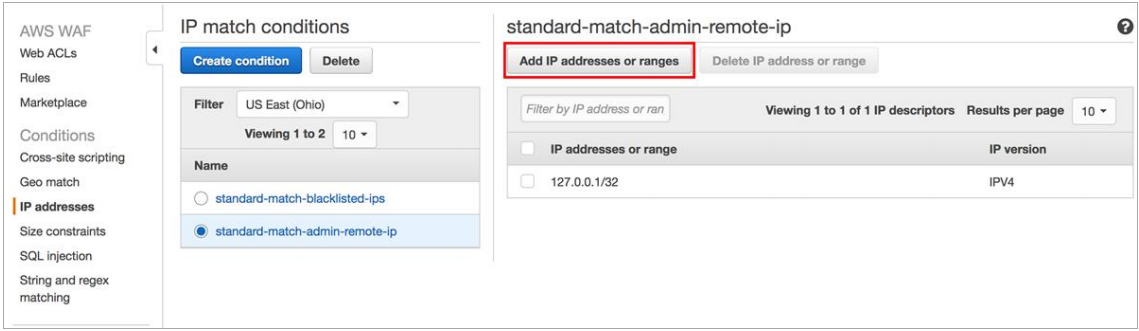 AWS WAF
Web ACLs
Rules
Marketplace
Conditions
Cross-site scripting
Geo match
IP addresses
Size constraints
SQL injection
String and regex
matching
IP match conditions
Create condition
Delete
Filter
US East (Ohio)
Viewing 1 to 2
10
Name
standard-match-blacklisted-ips
standard-match-admin-remote-ip
standard-match-admin-remote-ip
?
Add IP addresses or ranges
Delete IP address or range
Filter by IP address or ran
Viewing 1 to 1 of 1 IP descriptors
Results per page
10
IP addresses or range
IP version
127.0.0.1/32
IPV4